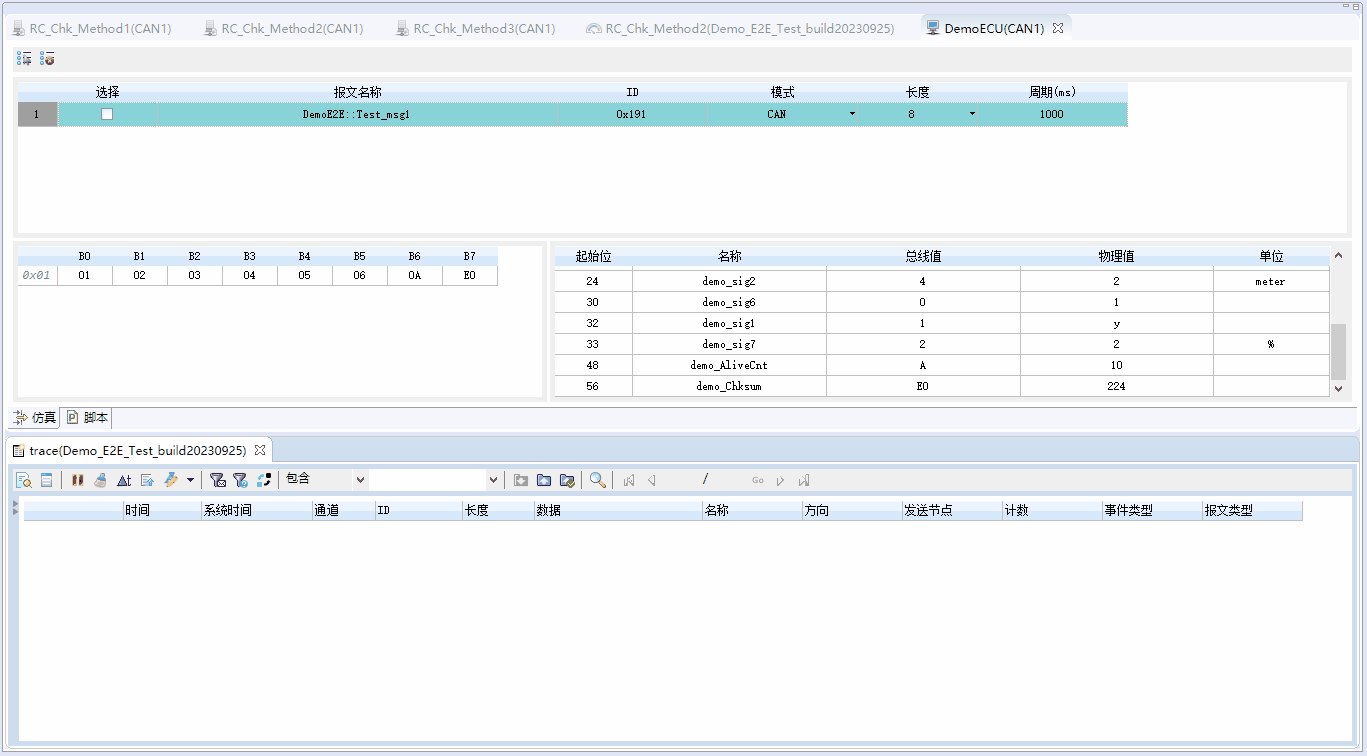 RC_Chk_Method1(CAN1) RC_Chk_Method2(CAN1) RC_Chk_Method3(CAN1) RC_Chk_Method2(Demo_E2E_Test_build20230925) DemoECU(CAN1)
选择 报文名称 ID 模式 长度 周期(ms)
1 DemoE2E::Test_msg1 0x191 CAN 8 1000
B0 B1 B2 B3 B4 B5 B6 B7
0x01 01 02 03 04 05 06 0A E0
起始位 名称 总线值 物理值 单位
24 demo_sig2 4 2 meter
30 demo_sig6 0 1
32 demo_sig1 1 y
33 demo_sig7 2 2 %
48 demo_AliveCnt A 10
56 demo_Chksum E0 224
仿真 脚本
trace(Demo_E2E_Test_build20230925)
包含 / Go
时间 系统时间 通道 ID 长度 数据 名称 方向 发送节点 计数 事件类型 报文类型